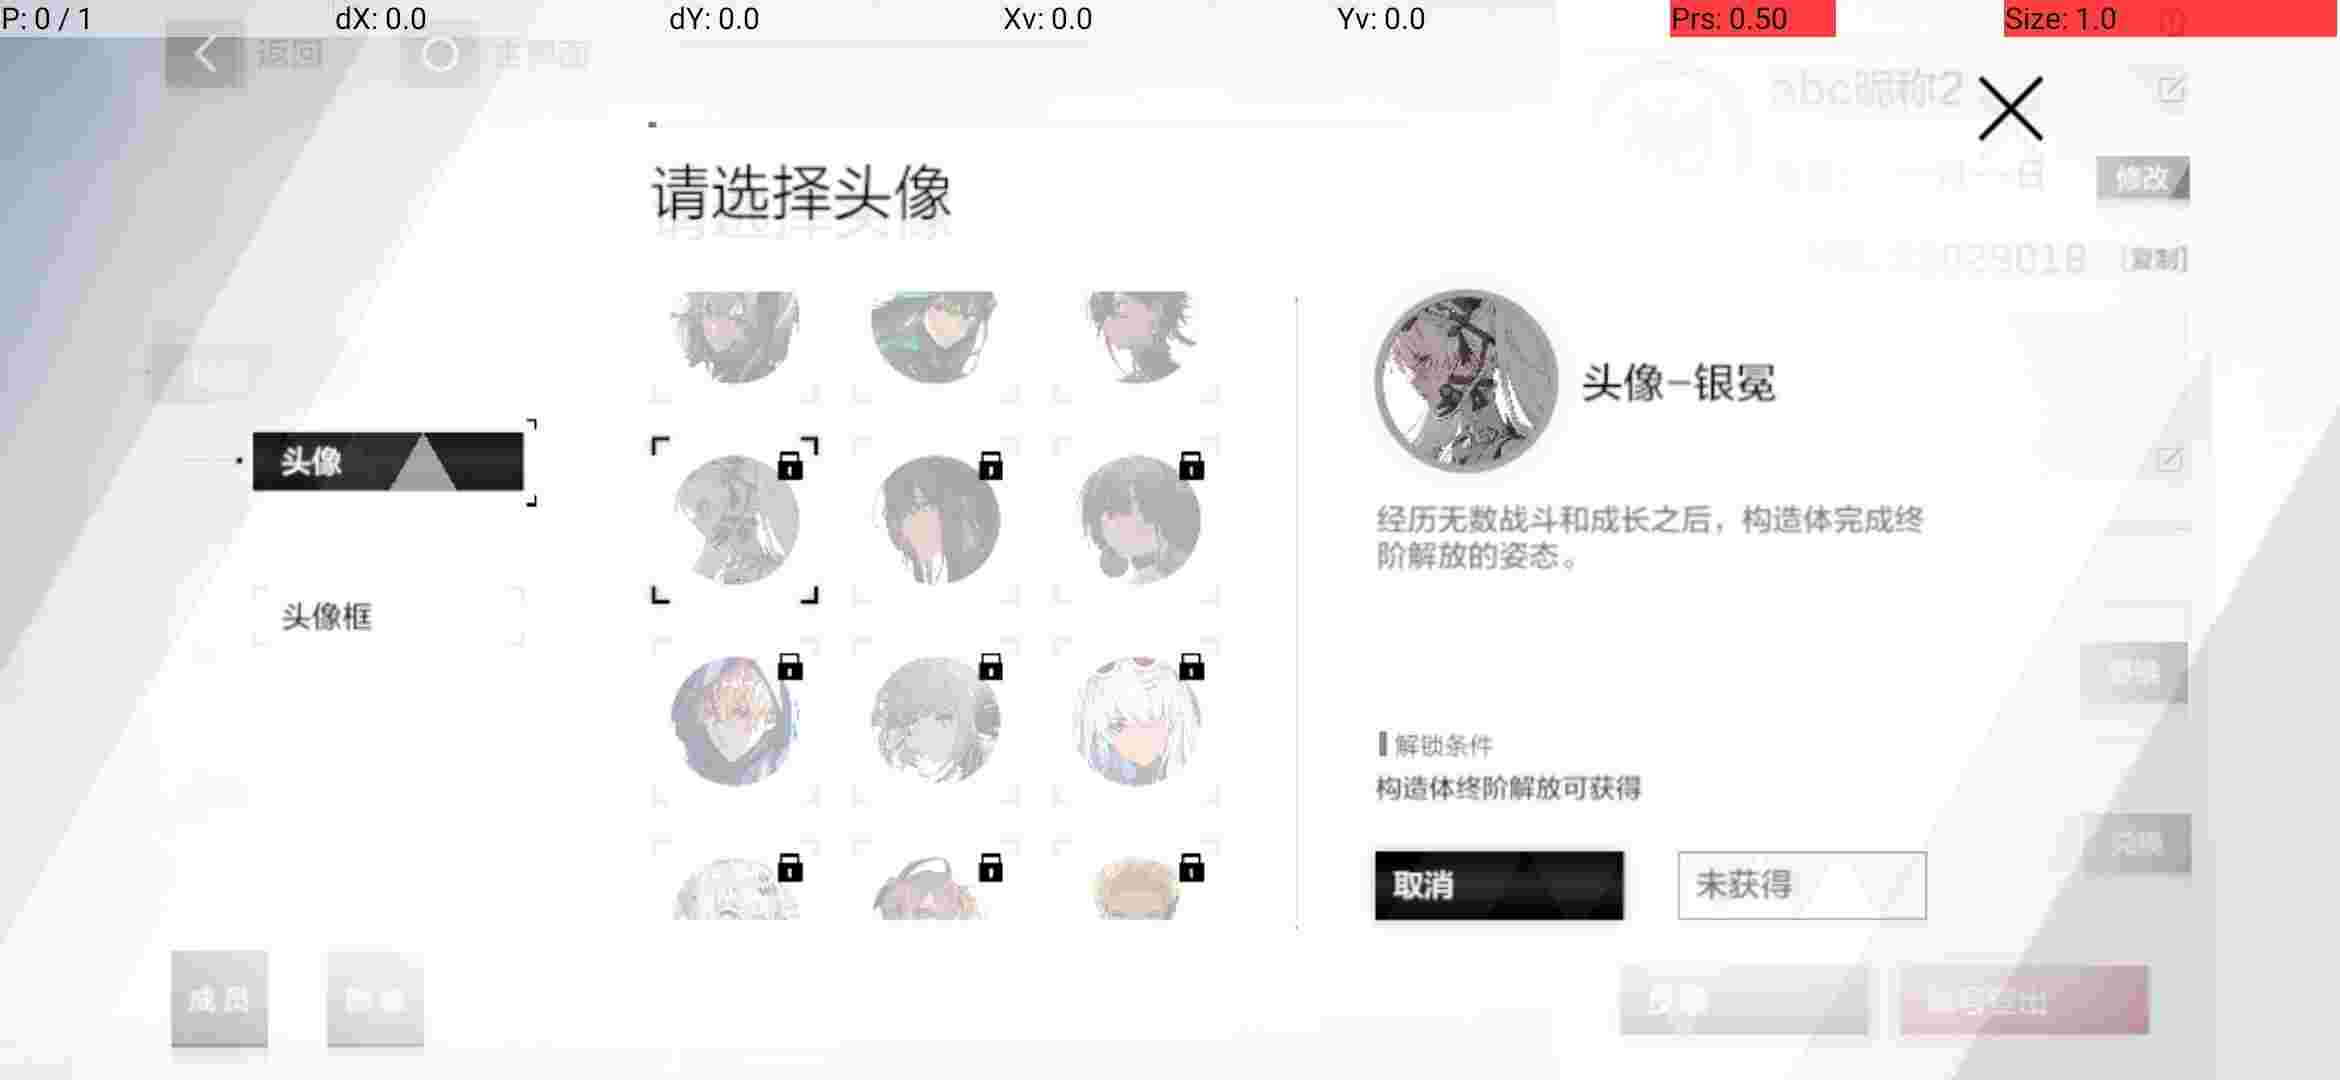 P: 0 / 1
dX: 0.0
dY: 0.0
Xv: 0.0
Yv: 0.0
Prs: 0.50
Size: 1.0
返回
主界面
abc昵称2
日
修改
复制
请选择头像
头像
头像框
头像-银冕
经历无数战斗和成长之后，构造体完成终
阶解放的姿态。
解锁条件
构造体终阶解放可获得
取消
未获得
成员